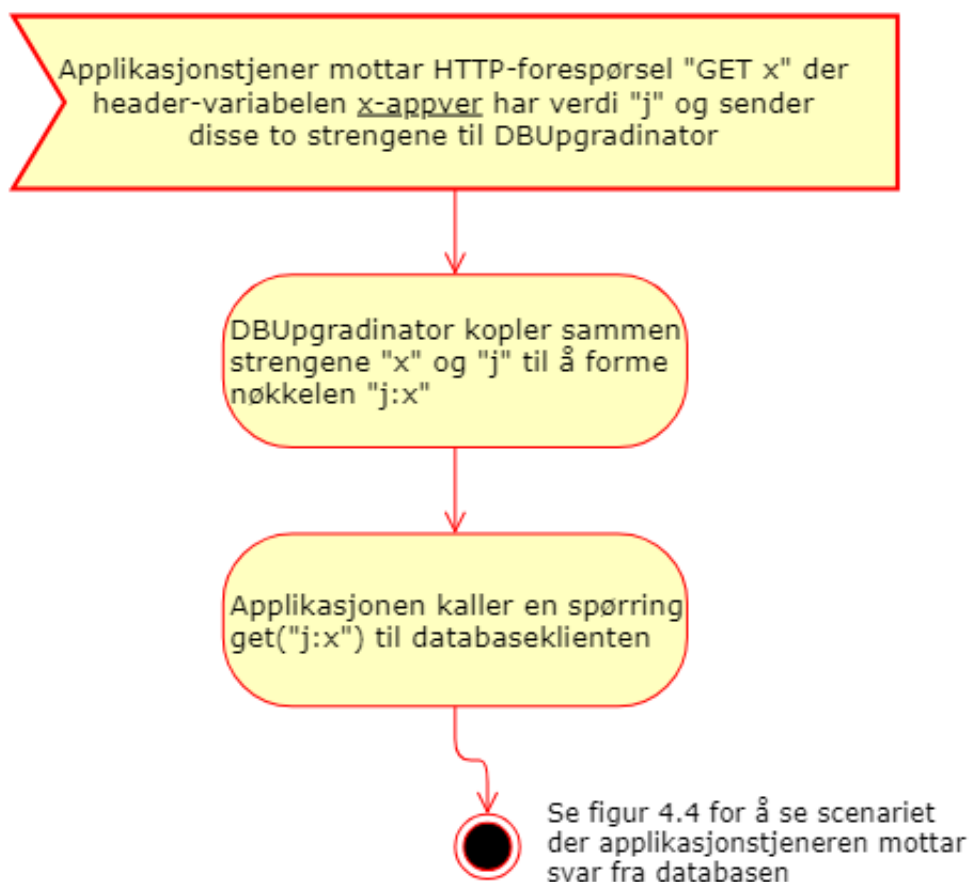 Applikasjonstjener mottar HTTP-forespørsel "GET x" der
header-variabelen x-appver har verdi "j" og sender
disse to strengene til DBUpgradinator
DBUpgradinator kopler sammen
strengene "x" og "j" til å forme
nøkkelen "j:x"
Applikasjonen kaller en spørring
get("j:x") til databaseklienten
Se figur 4.4 for å se scenariet
der applikasjonstjeneren mottar
svar fra databasen